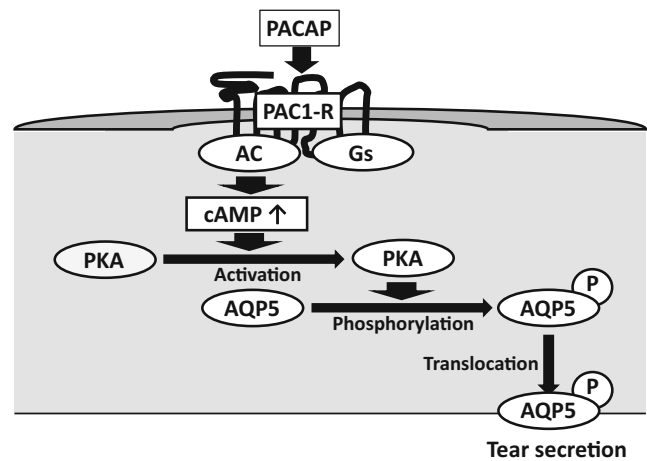 PACAP
PAC1-R
AC
Gs
cAMP ↑
PKA
Activation
PKA
AQP5
Phosphorylation
AQP5
P
Translocation
AQP5
P
Tear secretion